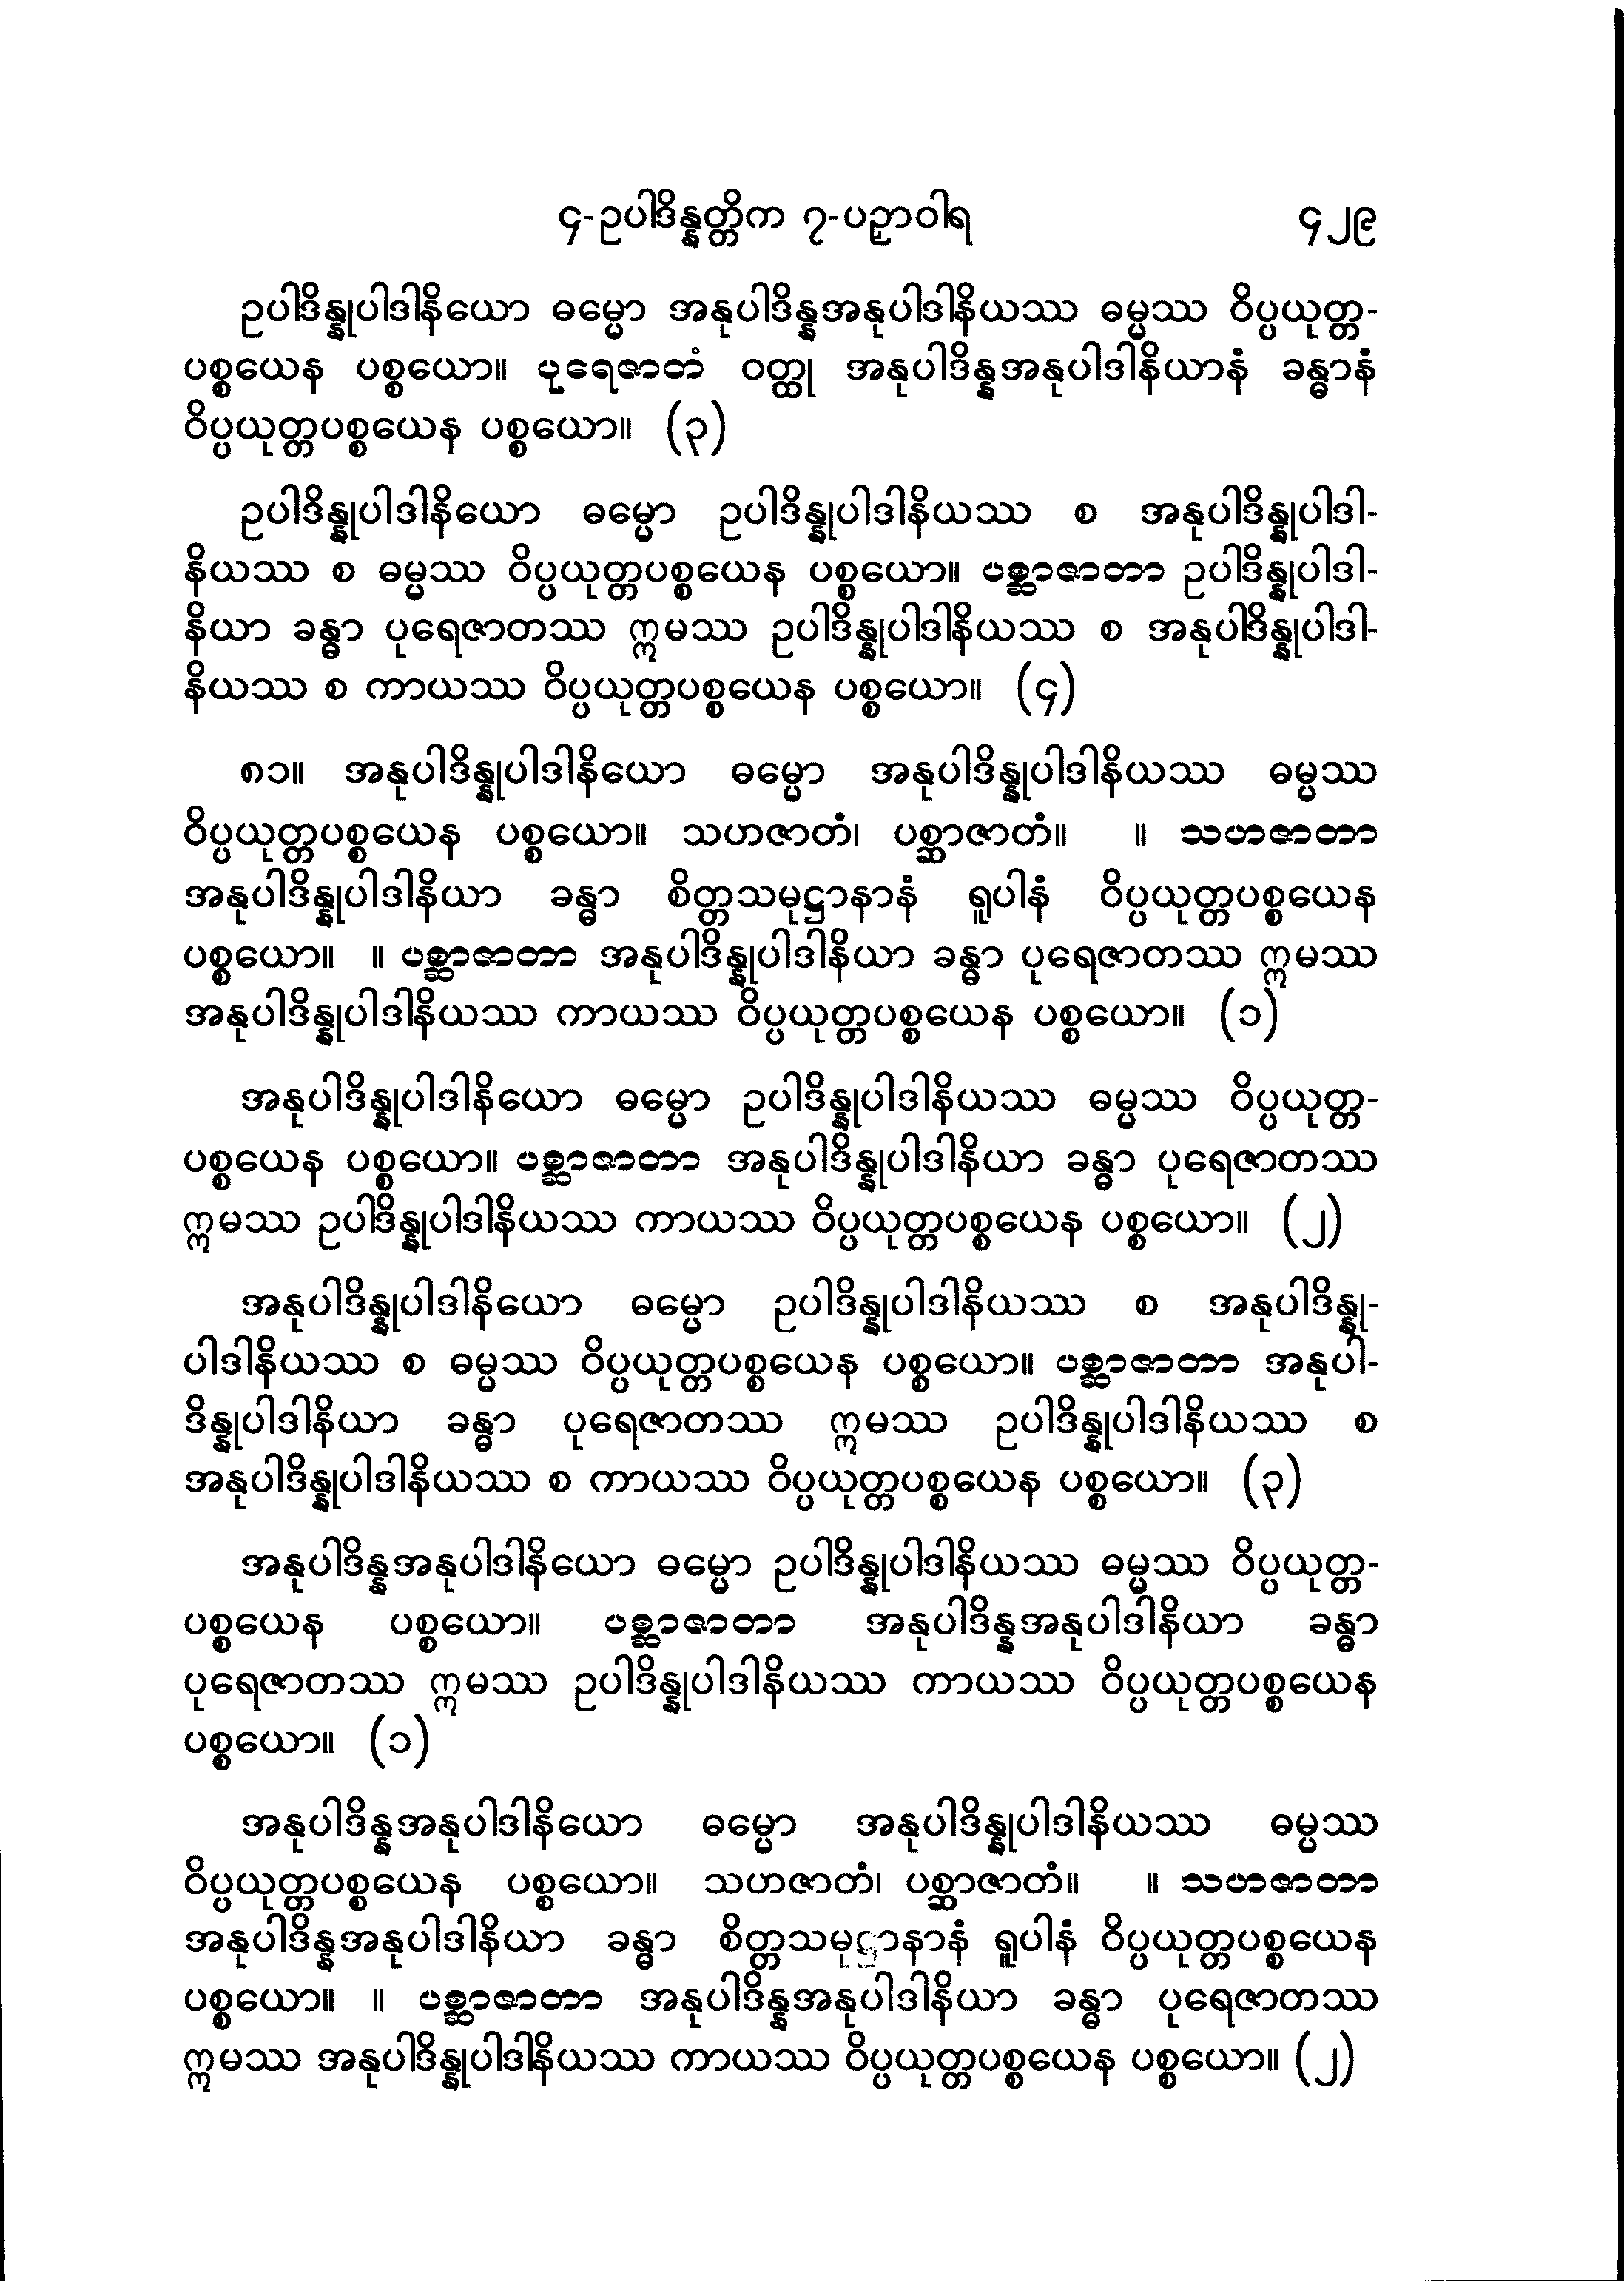 ၄-ဥပါဒိန္နတ္တိက ၇-ပဉှာဝါရ ၄၂၉
ဥပါဒိန္နုပါဒါနိယော ဓမ္မော အနုပါဒိန္နအနုပါဒါနိယဿ ဓမ္မဿ ဝိပ္ပယုတ္တ-
ပစ္စယေန ပစ္စယော။ ပုရေဇာတံ ဝတ္ထု အနုပါဒိန္နအနုပါဒါနိယာနံ ခန္ဓာနံ
ဝိပ္ပယုတ္တပစ္စယေန ပစ္စယော။ (၃)
ဥပါဒိန္နုပါဒါနိယော ဓမ္မော ဥပါဒိန္နုပါဒါနိယဿ စ အနုပါဒိန္နုပါဒါ-
နိယဿ စ ဓမ္မဿ ဝိပ္ပယုတ္တပစ္စယေန ပစ္စယော။ ပစ္ဆာဇာတာ ဥပါဒိန္နုပါဒါ-
နိယာ ခန္ဓာ ပုရေဇာတဿ ဣမဿ ဥပါဒိန္နုပါဒါနိယဿ စ အနုပါဒိန္နုပါဒါ-
နိယဿ စ ကာယဿ ဝိပ္ပယုတ္တပစ္စယေန ပစ္စယော။ (၄)
၈၁။ အနုပါဒိန္နုပါဒါနိယော ဓမ္မော အနုပါဒိန္နုပါဒါနိယဿ ဓမ္မဿ
ဝိပ္ပယုတ္တပစ္စယေန ပစ္စယော။ သဟဇာတံ၊ ပစ္ဆာဇာတံ။ ။ သဟဇာတာ
အနုပါဒိန္နုပါဒါနိယာ ခန္ဓာ စိတ္တသမုဋ္ဌာနာနံ ရူပါနံ ဝိပ္ပယုတ္တပစ္စယေန
ပစ္စယော။ ။ ပစ္ဆာဇာတာ အနုပါဒိန္နုပါဒါနိယာ ခန္ဓာ ပုရေဇာတဿ ဣမဿ
အနုပါဒိန္နုပါဒါနိယဿ ကာယဿ ဝိပ္ပယုတ္တပစ္စယေန ပစ္စယော။ (၁)
အနုပါဒိန္နုပါဒါနိယော ဓမ္မော ဥပါဒိန္နုပါဒါနိယဿ ဓမ္မဿ ဝိပ္ပယုတ္တ-
ပစ္စယေန ပစ္စယော။ ပစ္ဆာဇာတာ အနုပါဒိန္နုပါဒါနိယာ ခန္ဓာ ပုရေဇာတဿ
ဣမဿ ဥပါဒိန္နုပါဒါနိယဿ ကာယဿ ဝိပ္ပယုတ္တပစ္စယေန ပစ္စယော။ (၂)
အနုပါဒိန္နုပါဒါနိယော ဓမ္မော ဥပါဒိန္နုပါဒါနိယဿ စ အနုပါဒိန္နု-
ပါဒါနိယဿ စ ဓမ္မဿ ဝိပ္ပယုတ္တပစ္စယေန ပစ္စယော။ ပစ္ဆာဇာတာ အနုပါ-
ဒိန္နုပါဒါနိယာ ခန္ဓာ ပုရေဇာတဿ ဣမဿ ဥပါဒိန္နုပါဒါနိယဿ စ
အနုပါဒိန္နုပါဒါနိယဿ စ ကာယဿ ဝိပ္ပယုတ္တပစ္စယေန ပစ္စယော။ (၃)
အနုပါဒိန္နအနုပါဒါနိယော ဓမ္မော ဥပါဒိန္နုပါဒါနိယဿ ဓမ္မဿ ဝိပ္ပယုတ္တ-
ပစ္စယေန ပစ္စယော။ ပစ္ဆာဇာတာ အနုပါဒိန္နအနုပါဒါနိယာ ခန္ဓာ
ပုရေဇာတဿ ဣမဿ ဥပါဒိန္နုပါဒါနိယဿ ကာယဿ ဝိပ္ပယုတ္တပစ္စယေန
ပစ္စယော။ (၁)
အနုပါဒိန္နအနုပါဒါနိယော ဓမ္မော အနုပါဒိန္နုပါဒါနိယဿ ဓမ္မဿ
ဝိပ္ပယုတ္တပစ္စယေန ပစ္စယော။ သဟဇာတံ၊ ပစ္ဆာဇာတံ။ ။ သဟဇာတာ
အနုပါဒိန္နအနုပါဒါနိယာ ခန္ဓာ စိတ္တသမုဋ္ဌာနာနံ ရူပါနံ ဝိပ္ပယုတ္တပစ္စယေန
ပစ္စယော။ ။ ပစ္ဆာဇာတာ အနုပါဒိန္နအနုပါဒါနိယာ ခန္ဓာ ပုရေဇာတဿ
ဣမဿ အနုပါဒိန္နုပါဒါနိယဿ ကာယဿ ဝိပ္ပယုတ္တပစ္စယေန ပစ္စယော။ (၂)